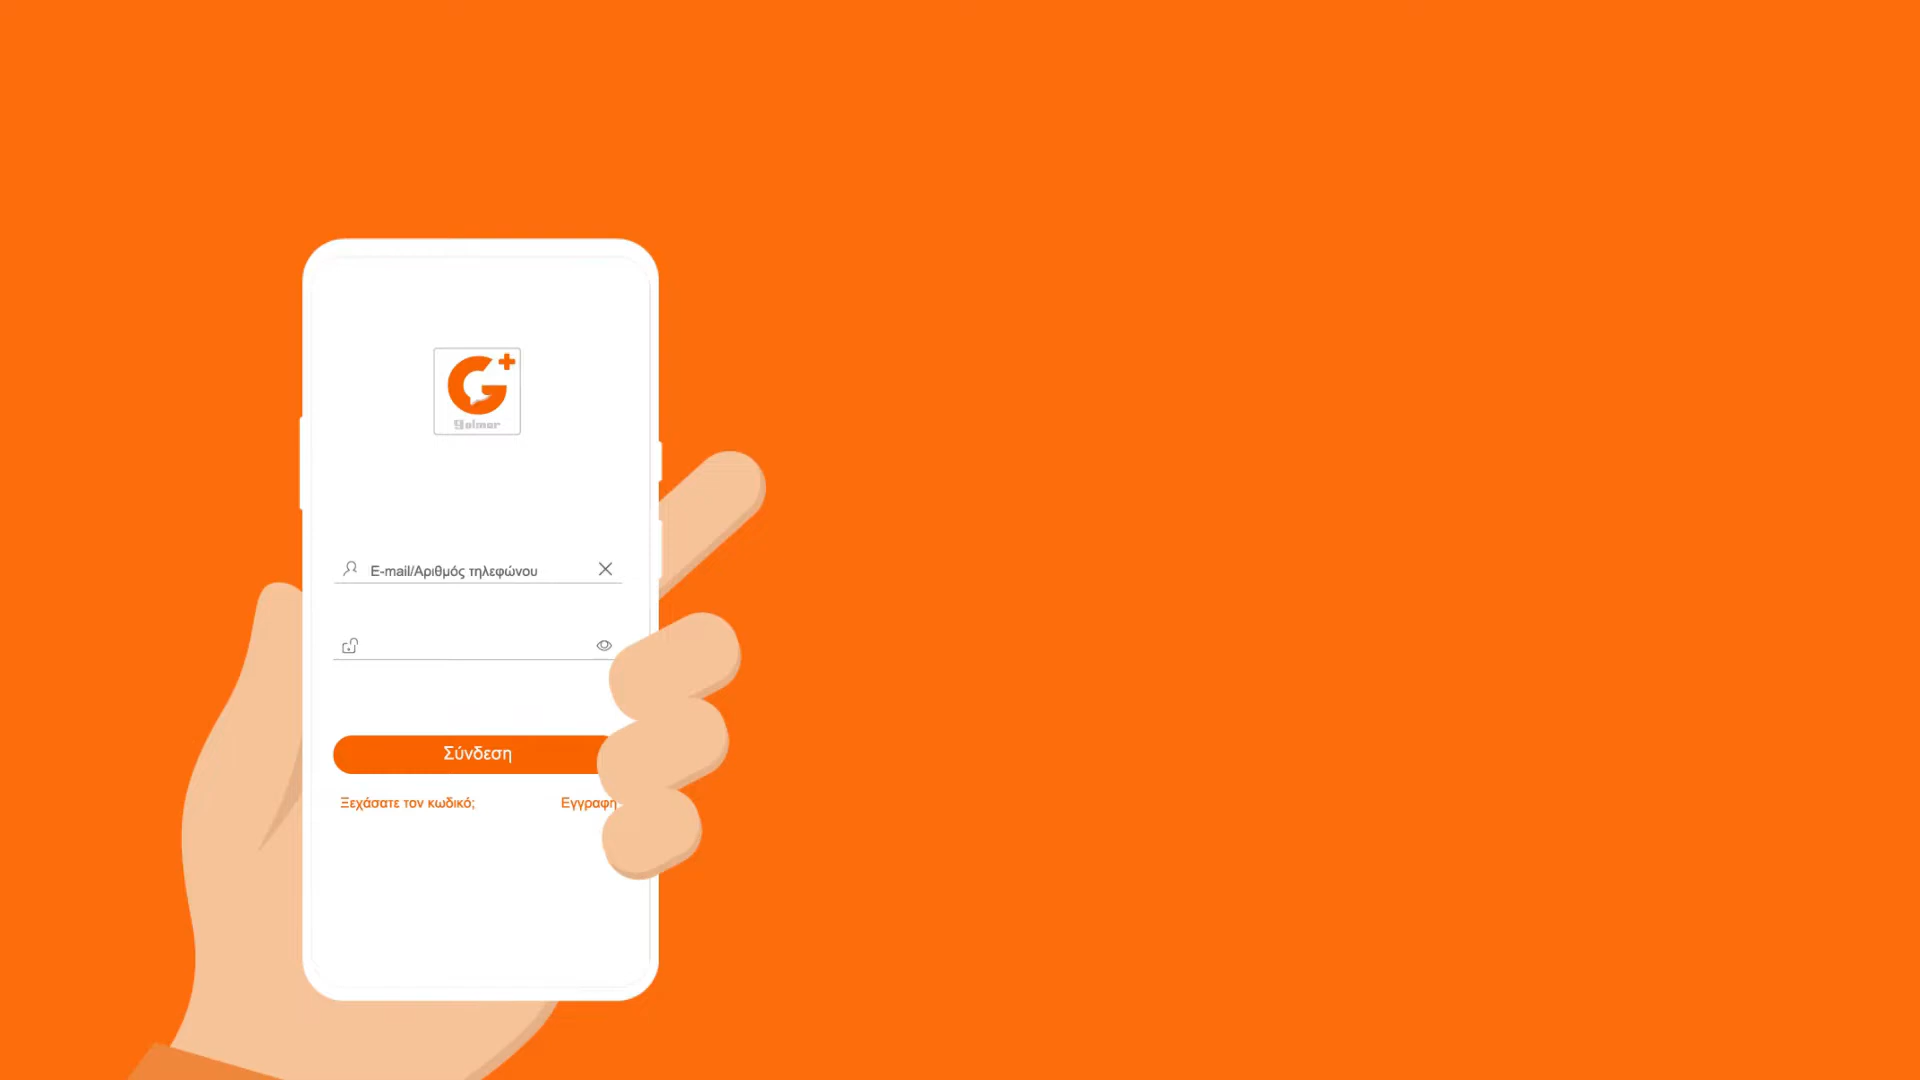 G+
golmar
E-mail/Αριθμός τηλεφώνου
Σύνδεση
Ξεχάσατε τον κωδικό;
Εγγραφη